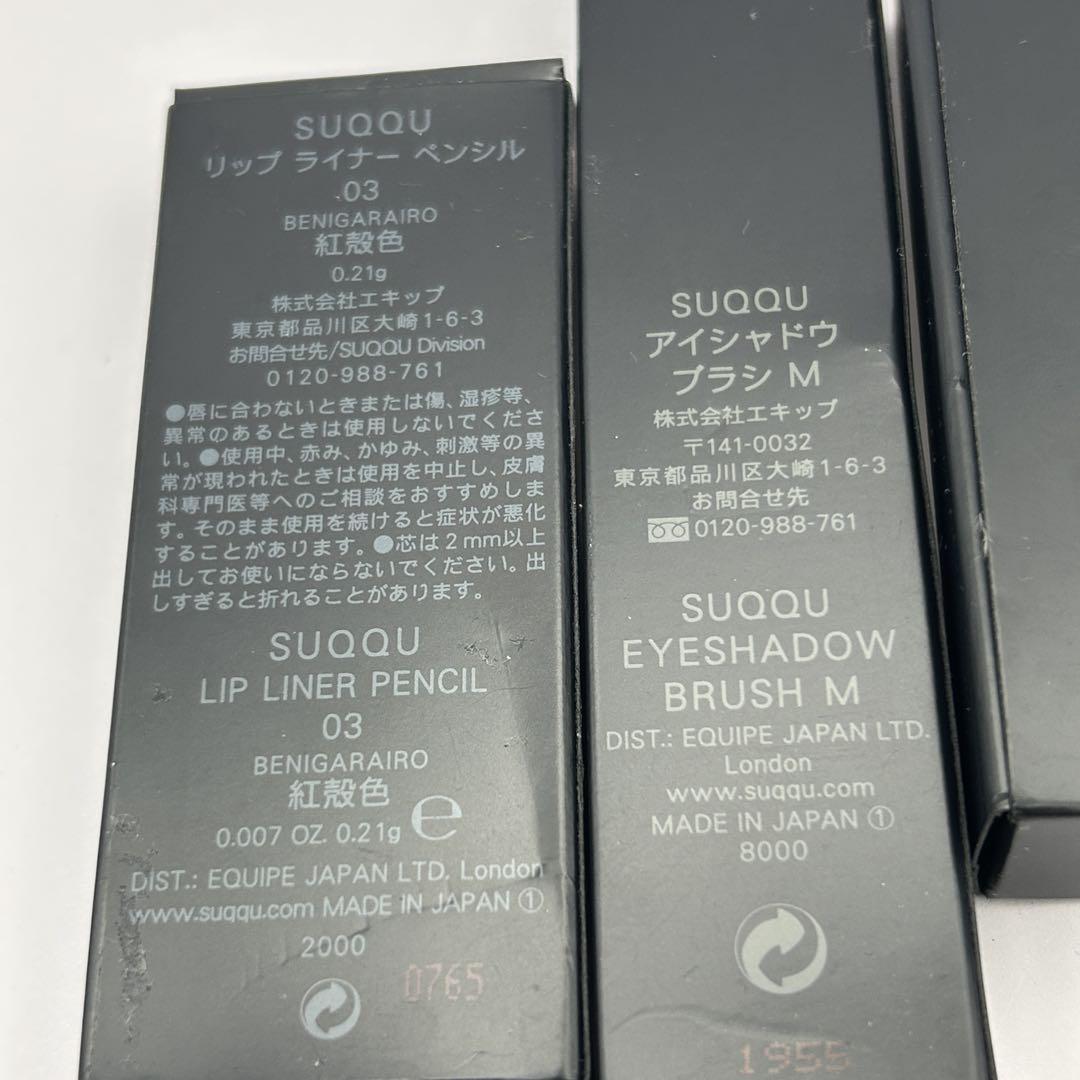 SUQQU
リップ ライナー ペンシル
03
BENIGARAIRO
紅殻色
0.21g
株式会社エキップ
東京都品川区大崎1-6-3
お問合せ先/SUQQU Division
0120-988-761
●唇に合わないときまたは傷、湿疹等、
異常のあるときは使用しないでくださ
い。●使用中、赤み、かゆみ、刺激等の異
常が現われたときは使用を中止し、皮膚
科専門医等へのご相談をおすすめしま
す。そのまま使用を続けると症状が悪化
することがあります。●芯は2mm以上
出してお使いにならないでください。出
しすぎると折れることがあります。
SUQQU
LIP LINER PENCIL
03
BENIGARAIRO
紅殻色
0.007 OZ. 0.21g ℮
DIST.: EQUIPE JAPAN LTD. London
www.suqqu.com MADE IN JAPAN ①
2000
0765
SUQQU
アイシャドウ
ブラシ M
株式会社エキップ
〒141-0032
東京都品川区大崎1-6-3
お問合せ先
0120-988-761
SUQQU
EYESHADOW
BRUSH M
DIST.: EQUIPE JAPAN LTD.
London
www.suqqu.com
MADE IN JAPAN ①
8000
1955